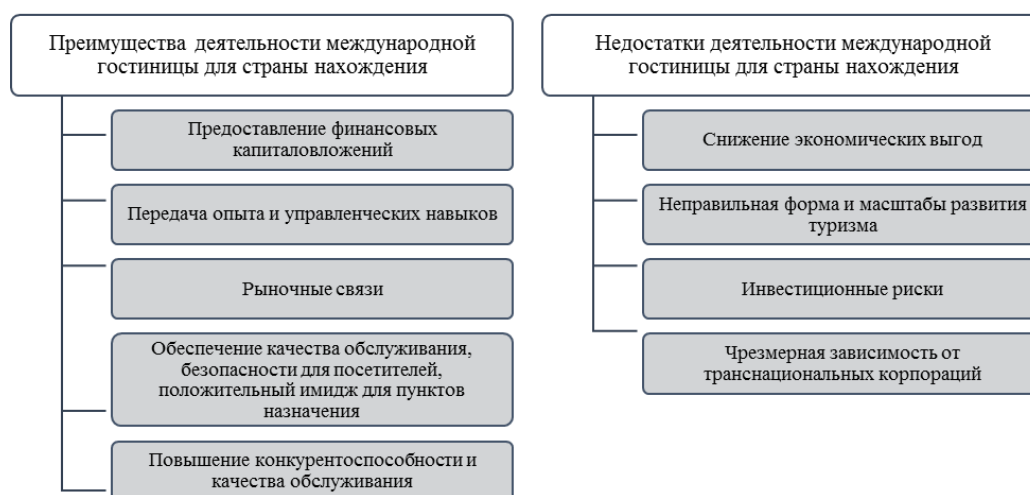 Преимущества деятельности международной
гостиницы для страны нахождения
Предоставление финансовых
капиталовложений
Передача опыта и управленческих навыков
Рыночные связи
Обеспечение качества обслуживания,
безопасности для посетителей,
положительный имидж для пунктов
назначения
Повышение конкурентоспособности и
качества обслуживания
Недостатки деятельности международной
гостиницы для страны нахождения
Снижение экономических выгод
Неправильная форма и масштабы развития
туризма
Инвестиционные риски
Чрезмерная зависимость от
транснациональных корпораций